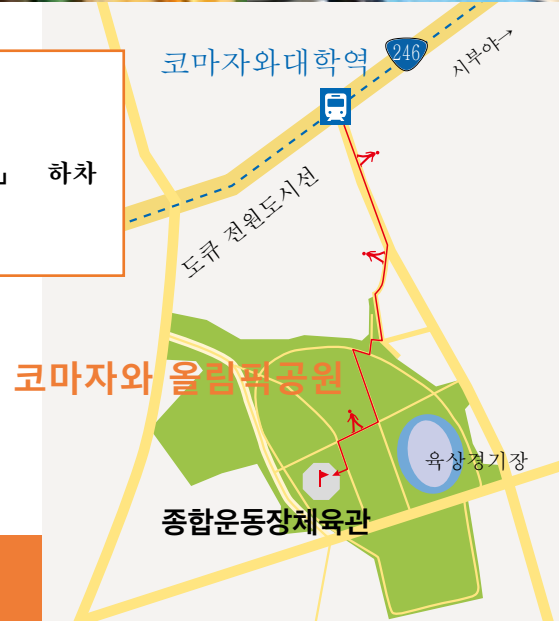 코마자와대학역
246
시부야→
」 하차
도큐 전원도시선
코마자와 올림픽공원
육상경기장
종합운동장체육관